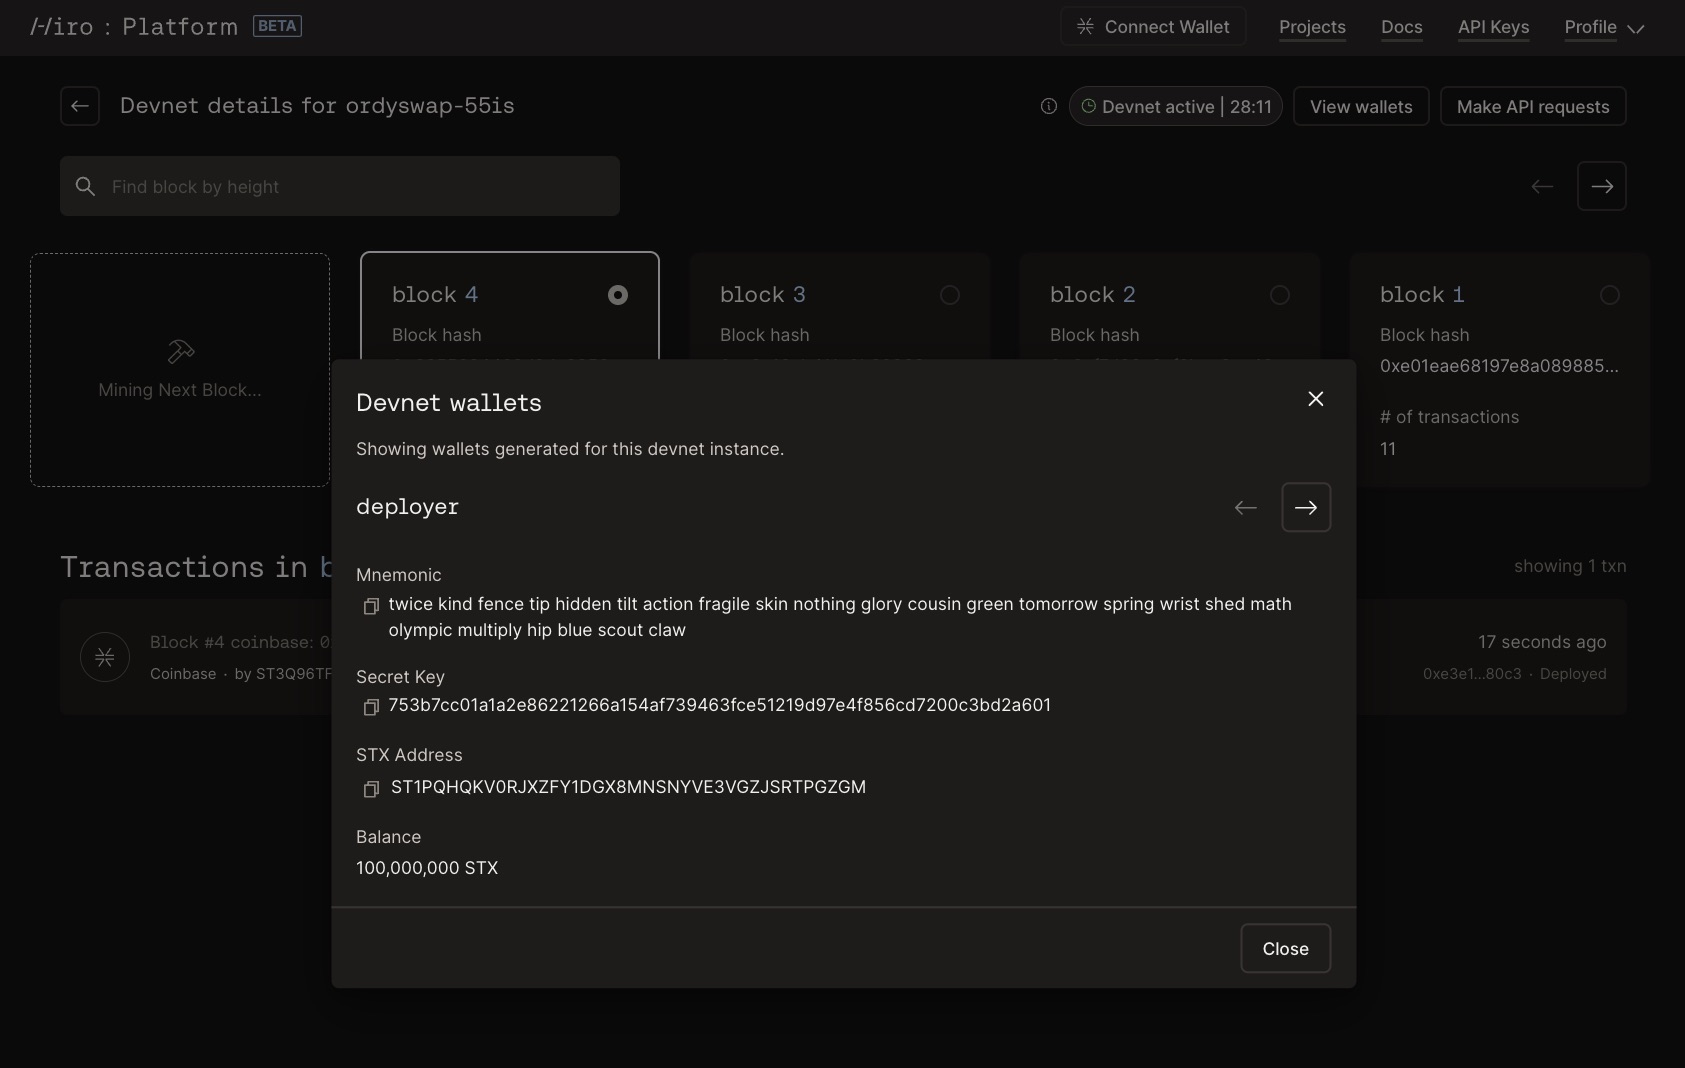 Hiro : Platform BETA
Connect Wallet
Projects
Docs
API Keys
Profile
Devnet details for ordyswap-55is
Devnet active | 28:11
View wallets
Make API requests
Find block by height
Mining Next Block...
block 4
Block hash
block 3
Block hash
block 2
Block hash
block 1
Block hash
0xe01eae68197e8a089885...
# of transactions
11
Devnet wallets
Showing wallets generated for this devnet instance.
deployer
Mnemonic
twice kind fence tip hidden tilt action fragile skin nothing glory cousin green tomorrow spring wrist shed math
olympic multiply hip blue scout claw
Secret Key
753b7cc01a1a2e86221266a154af739463fce51219d97e4f856cd7200c3bd2a601
STX Address
ST1PQHQKV0RJXZFY1DGX8MNSNYVE3VGZJSRTPGZGM
Balance
100,000,000 STX
Close
Transactions in b
showing 1 txn
Block #4 coinbase: 0
Coinbase · by ST3Q96TF
17 seconds ago
0xe3e1...80c3 · Deployed